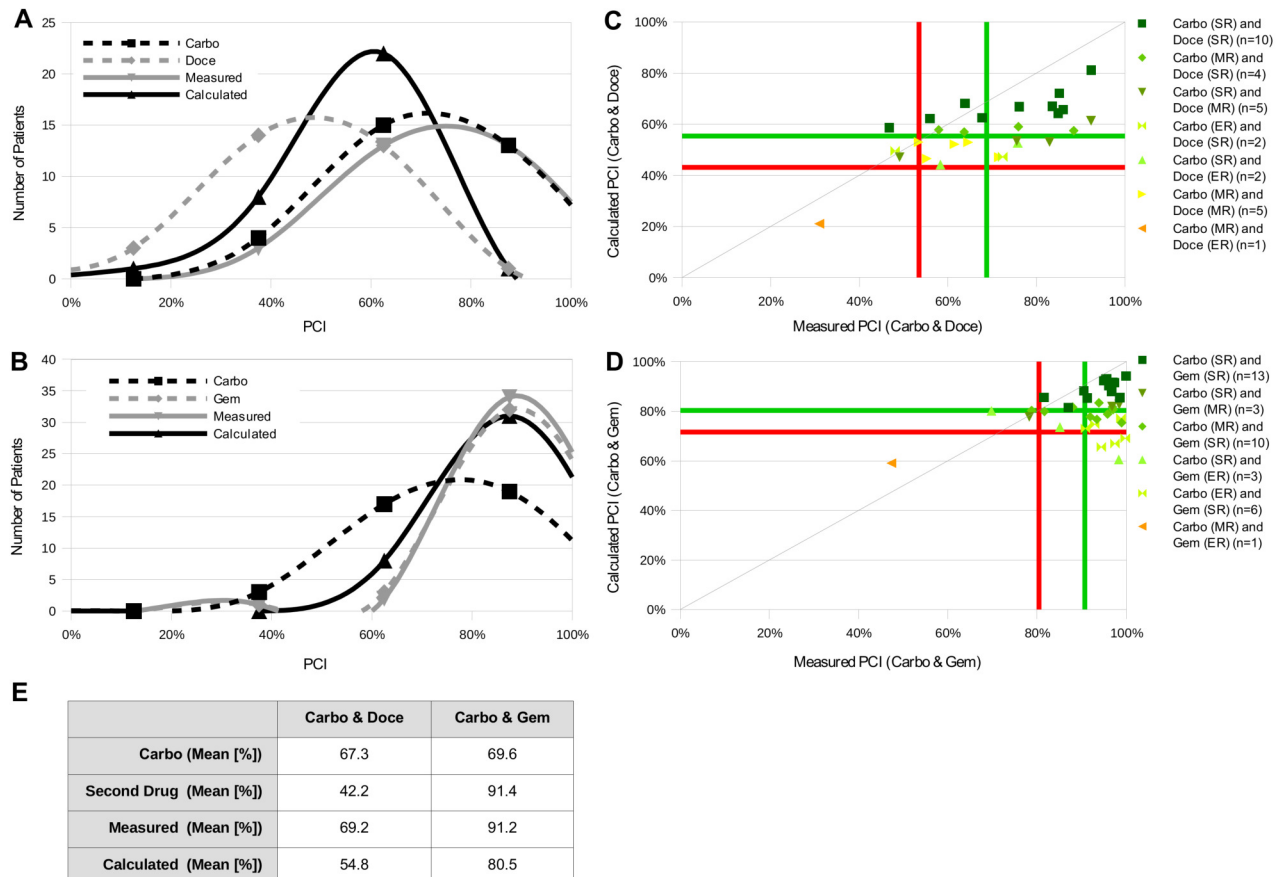 A
Number of Patients
25
20
15
10
5
0
0%
20%
40%
60%
80%
100%
PCI
Carbo
Doce
Measured
Calculated
C
Calculated PCI (Carbo & Doce)
100%
80%
60%
40%
20%
0%
0%
20%
40%
60%
80%
100%
Measured PCI (Carbo & Doce)
Carbo (SR) and
Doce (SR) (n=10)
Carbo (MR) and
Doce (SR) (n=4)
Carbo (SR) and
Doce (MR) (n=5)
Carbo (ER) and
Doce (SR) (n=2)
Carbo (SR) and
Doce (ER) (n=2)
Carbo (MR) and
Doce (MR) (n=5)
Carbo (MR) and
Doce (ER) (n=1)
B
Number of Patients
40
35
30
25
20
15
10
5
0
0%
20%
40%
60%
80%
100%
PCI
Carbo
Gem
Measured
Calculated
D
Calculated PCI (Carbo & Gem)
100%
80%
60%
40%
20%
0%
0%
20%
40%
60%
80%
100%
Measured PCI (Carbo & Gem)
Carbo (SR) and
Gem (SR) (n=13)
Carbo (SR) and
Gem (MR) (n=3)
Carbo (MR) and
Gem (SR) (n=10)
Carbo (SR) and
Gem (ER) (n=3)
Carbo (ER) and
Gem (SR) (n=6)
Carbo (MR) and
Gem (ER) (n=1)
E
Carbo & Doce Carbo & Gem
Carbo (Mean [%]) 67.3 69.6
Second Drug (Mean [%]) 42.2 91.4
Measured (Mean [%]) 69.2 91.2
Calculated (Mean [%]) 54.8 80.5